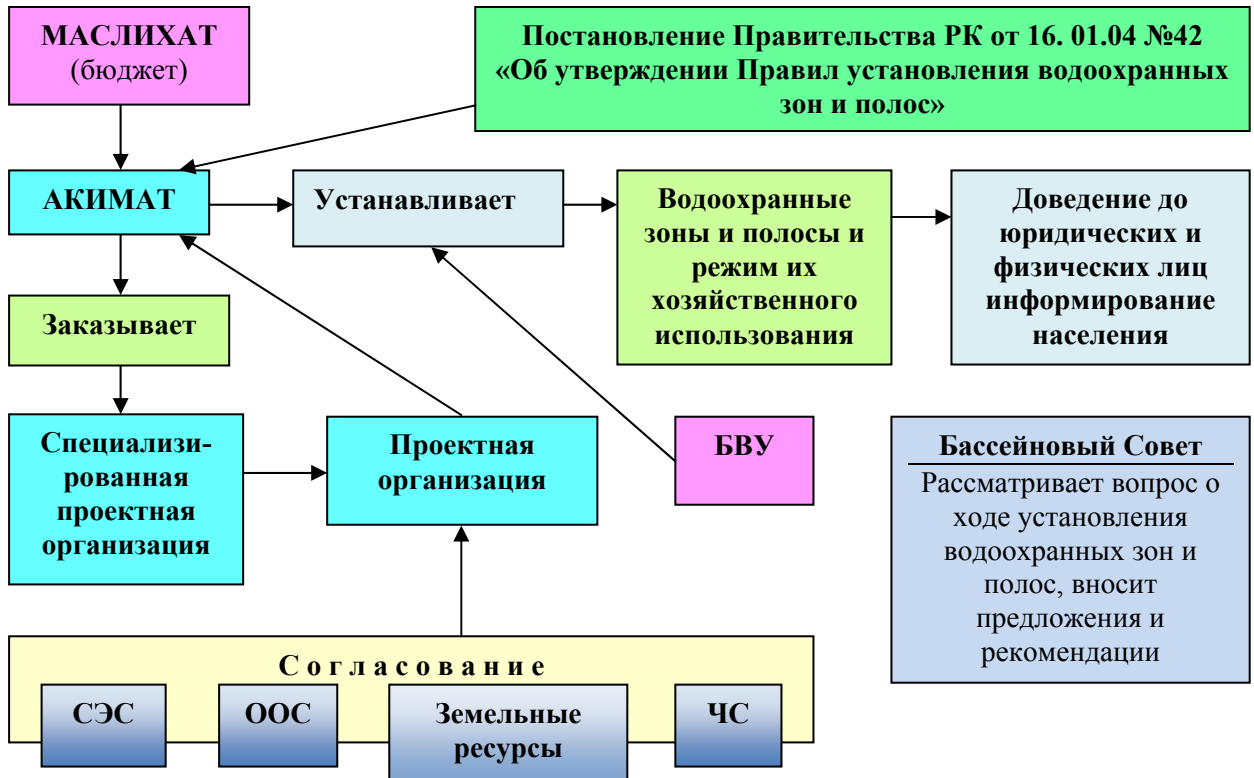 МАСЛИХАТ
(бюджет)
Постановление Правительства РК от 16. 01.04 №42
«Об утверждении Правил установления водоохранных
зон и полос»
АКИМАТ
Устанавливает
Водоохранные
зоны и полосы и
режим их
хозяйственного
использования
Доведение до
юридических и
физических лиц
информирование
населения
Заказывает
Специализи-
рованная
проектная
организация
Проектная
организация
БВУ
Бассейновый Совет
Рассматривает вопрос о
ходе установления
водоохранных зон и
полос, вносит
предложения и
рекомендации
С о г л а с о в а н и е
СЭС
ООС
Земельные
ресурсы
ЧС